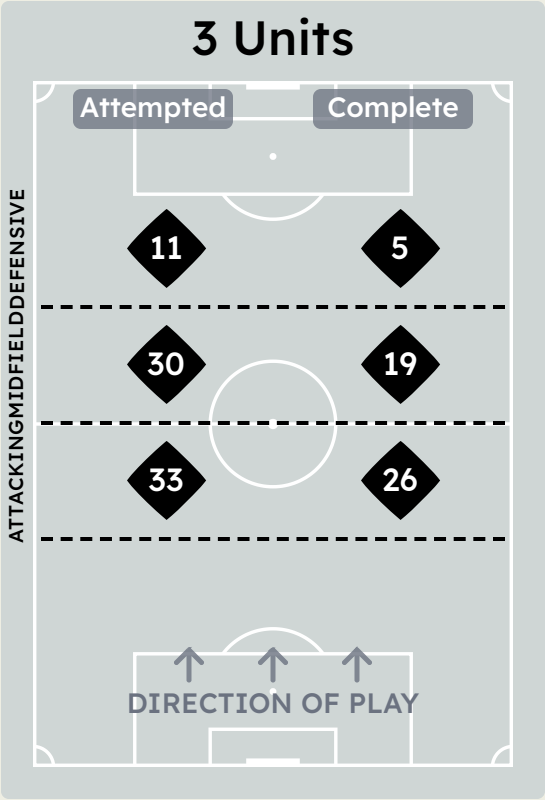 3 Units
Attempted Complete
11 5
30 19
33 26
ATTACKINGMIDFIELDDEFENSIVE
DIRECTION OF PLAY